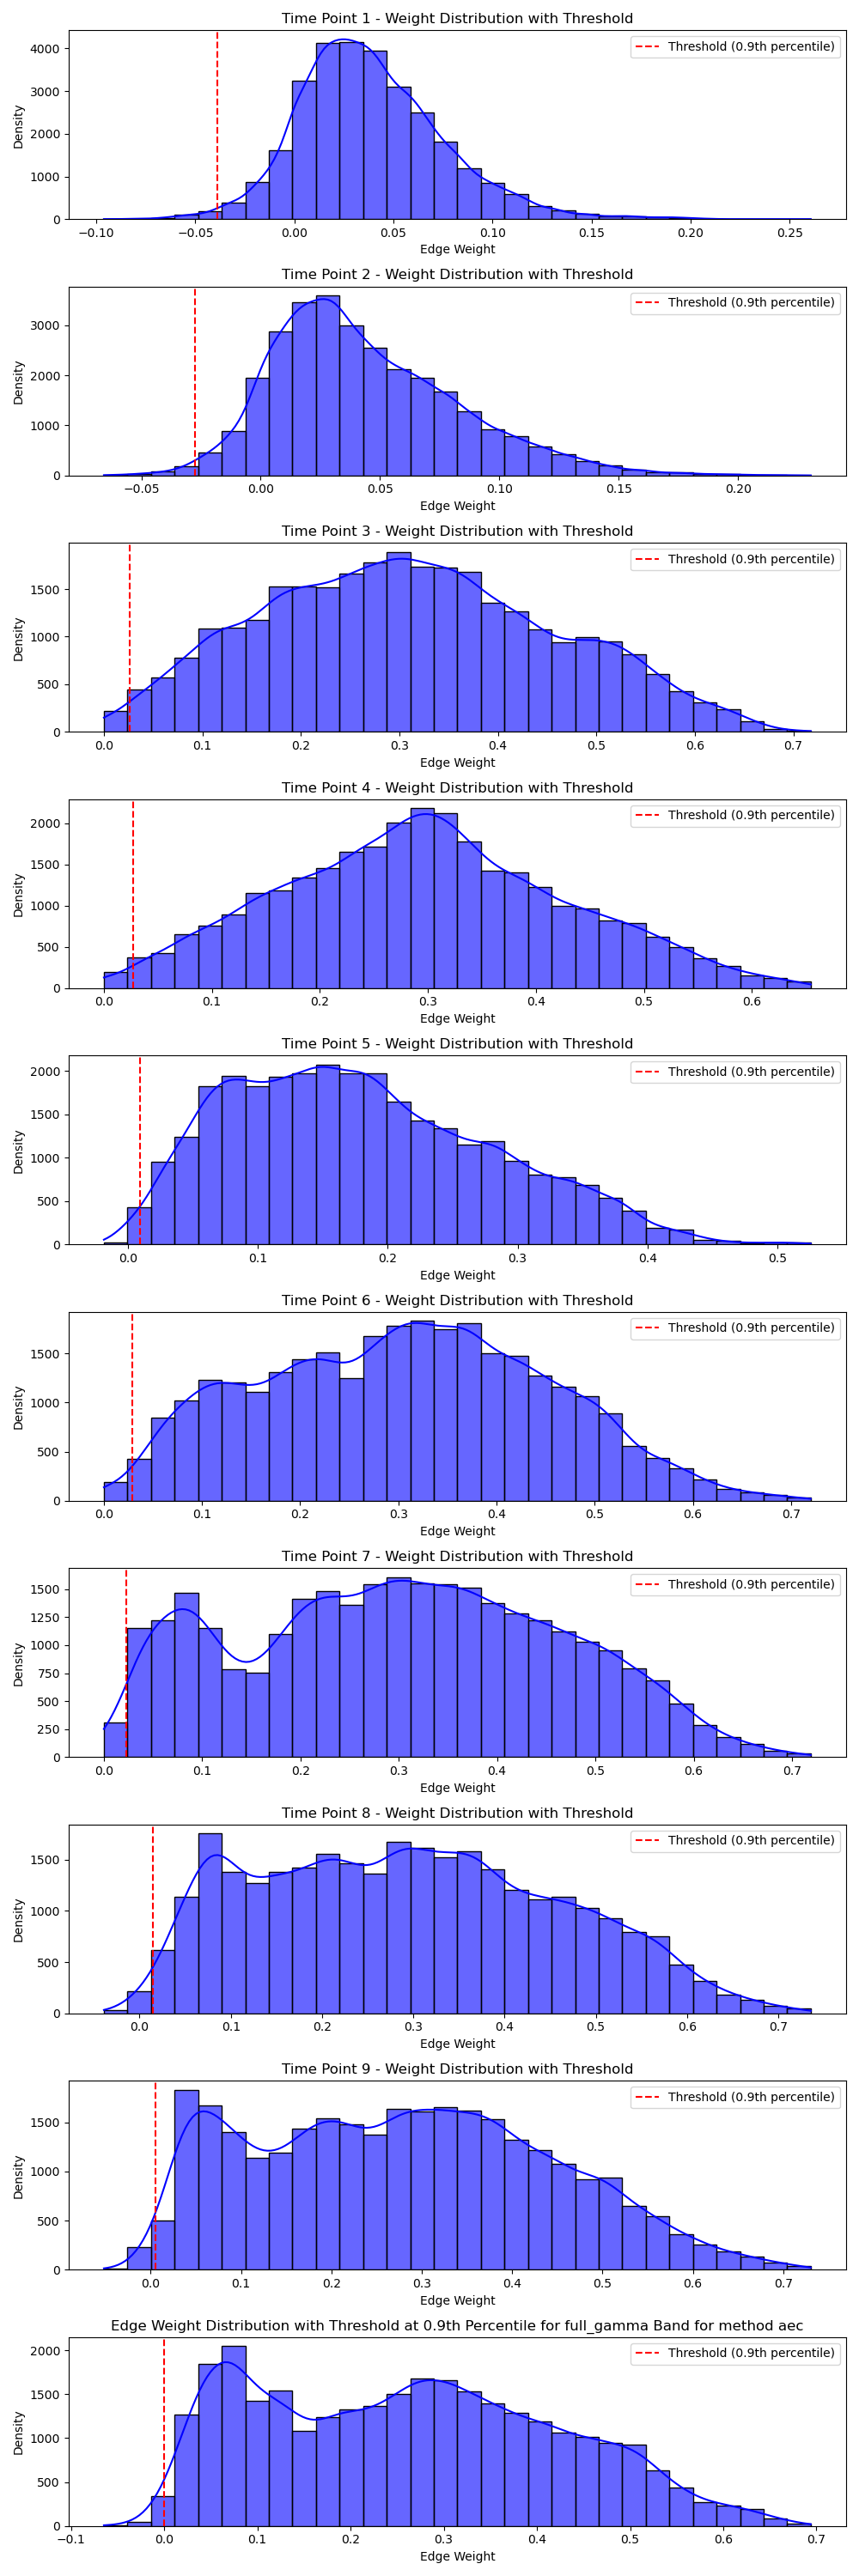 Time Point 1 - Weight Distribution with Threshold
Threshold (0.9th percentile)
Density
4000
3000
2000
1000
0
−0.10 −0.05 0.00 0.05 0.10 0.15 0.20 0.25
Edge Weight
Time Point 2 - Weight Distribution with Threshold
Threshold (0.9th percentile)
Density
3000
2000
1000
0
−0.05 0.00 0.05 0.10 0.15 0.20
Edge Weight
Time Point 3 - Weight Distribution with Threshold
Threshold (0.9th percentile)
Density
1500
1000
500
0
0.0 0.1 0.2 0.3 0.4 0.5 0.6 0.7
Edge Weight
Time Point 4 - Weight Distribution with Threshold
Threshold (0.9th percentile)
Density
2000
1500
1000
500
0
0.0 0.1 0.2 0.3 0.4 0.5 0.6
Edge Weight
Time Point 5 - Weight Distribution with Threshold
Threshold (0.9th percentile)
Density
2000
1500
1000
500
0
0.0 0.1 0.2 0.3 0.4 0.5
Edge Weight
Time Point 6 - Weight Distribution with Threshold
Threshold (0.9th percentile)
Density
1500
1000
500
0
0.0 0.1 0.2 0.3 0.4 0.5 0.6 0.7
Edge Weight
Time Point 7 - Weight Distribution with Threshold
Threshold (0.9th percentile)
Density
1500
1250
1000
750
500
250
0
0.0 0.1 0.2 0.3 0.4 0.5 0.6 0.7
Edge Weight
Time Point 8 - Weight Distribution with Threshold
Threshold (0.9th percentile)
Density
1500
1000
500
0
0.0 0.1 0.2 0.3 0.4 0.5 0.6 0.7
Edge Weight
Time Point 9 - Weight Distribution with Threshold
Threshold (0.9th percentile)
Density
1500
1000
500
0
0.0 0.1 0.2 0.3 0.4 0.5 0.6 0.7
Edge Weight
Edge Weight Distribution with Threshold at 0.9th Percentile for full_gamma Band for method aec
Threshold (0.9th percentile)
Density
2000
1500
1000
500
0
−0.1 0.0 0.1 0.2 0.3 0.4 0.5 0.6 0.7
Edge Weight